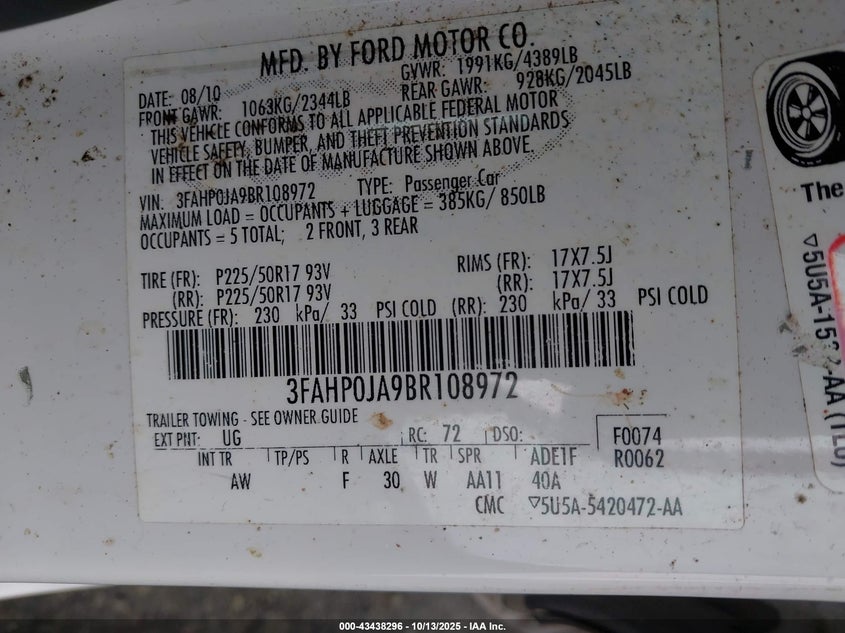 MFD. BY FORD MOTOR CO.
DATE: 08/10 GVWR: 1991KG/4389LB
FRONT GAWR: 1063KG/2344LB REAR GAWR: 928KG/2045LB
THIS VEHICLE CONFORMS TO ALL APPLICABLE FEDERAL MOTOR
VEHICLE SAFETY, BUMPER, AND THEFT PREVENTION STANDARDS
IN EFFECT ON THE DATE OF MANUFACTURE SHOWN ABOVE.
VIN: 3FAHP0JA9BR108972 TYPE: Passenger Car
MAXIMUM LOAD = OCCUPANTS + LUGGAGE = 385KG/ 850LB
OCCUPANTS = 5 TOTAL; 2 FRONT, 3 REAR
TIRE (FR): P225/50R17 93V RIMS (FR): 17X7.5J
(RR): P225/50R17 93V (RR): 17X7.5J
PRESSURE (FR): 230 kPa/ 33 PSI COLD (RR): 230 kPa/ 33 PSI COLD
3FAHP0JA9BR108972
TRAILER TOWING - SEE OWNER GUIDE
EXT PNT: UG RC: 72 DSO: F0074
INT TR TP/PS R AXLE TR SPR ADE1F R0062
AW F 30 W AA11 40A
CMC ▽5U5A-5420472-AA
The
000-43438296 - 10/13/2025 - IAA Inc.